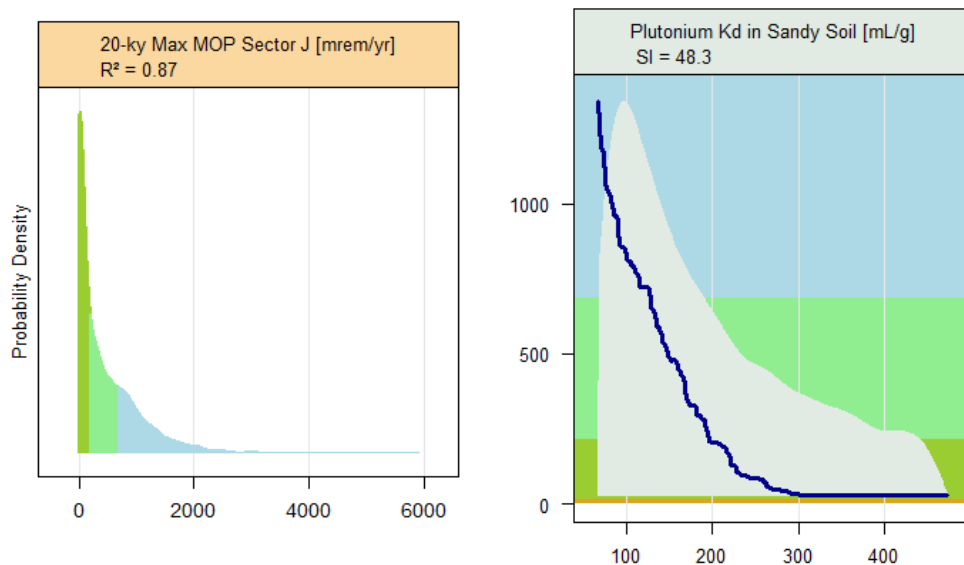 20-ky Max MOP Sector J [mrem/yr]
R² = 0.87
Probability Density
0 2000 4000 6000
Plutonium Kd in Sandy Soil [mL/g]
SI = 48.3
1000
500
0
100 200 300 400